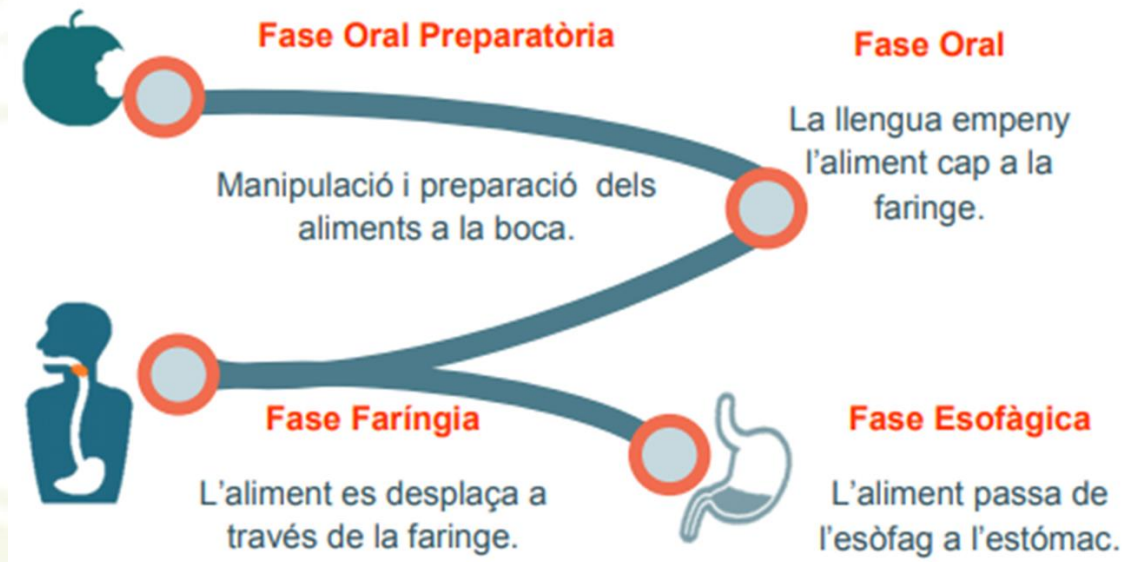 Fase Oral Preparatòria
Manipulació i preparació dels
aliments a la boca.
Fase Oral
La llengua empeny
l'aliment cap a la
faringe.
Fase Faríngia
L'aliment es desplaça a
través de la faringe.
Fase Esofàgica
L'aliment passa de
l'esòfag a l'estómac.